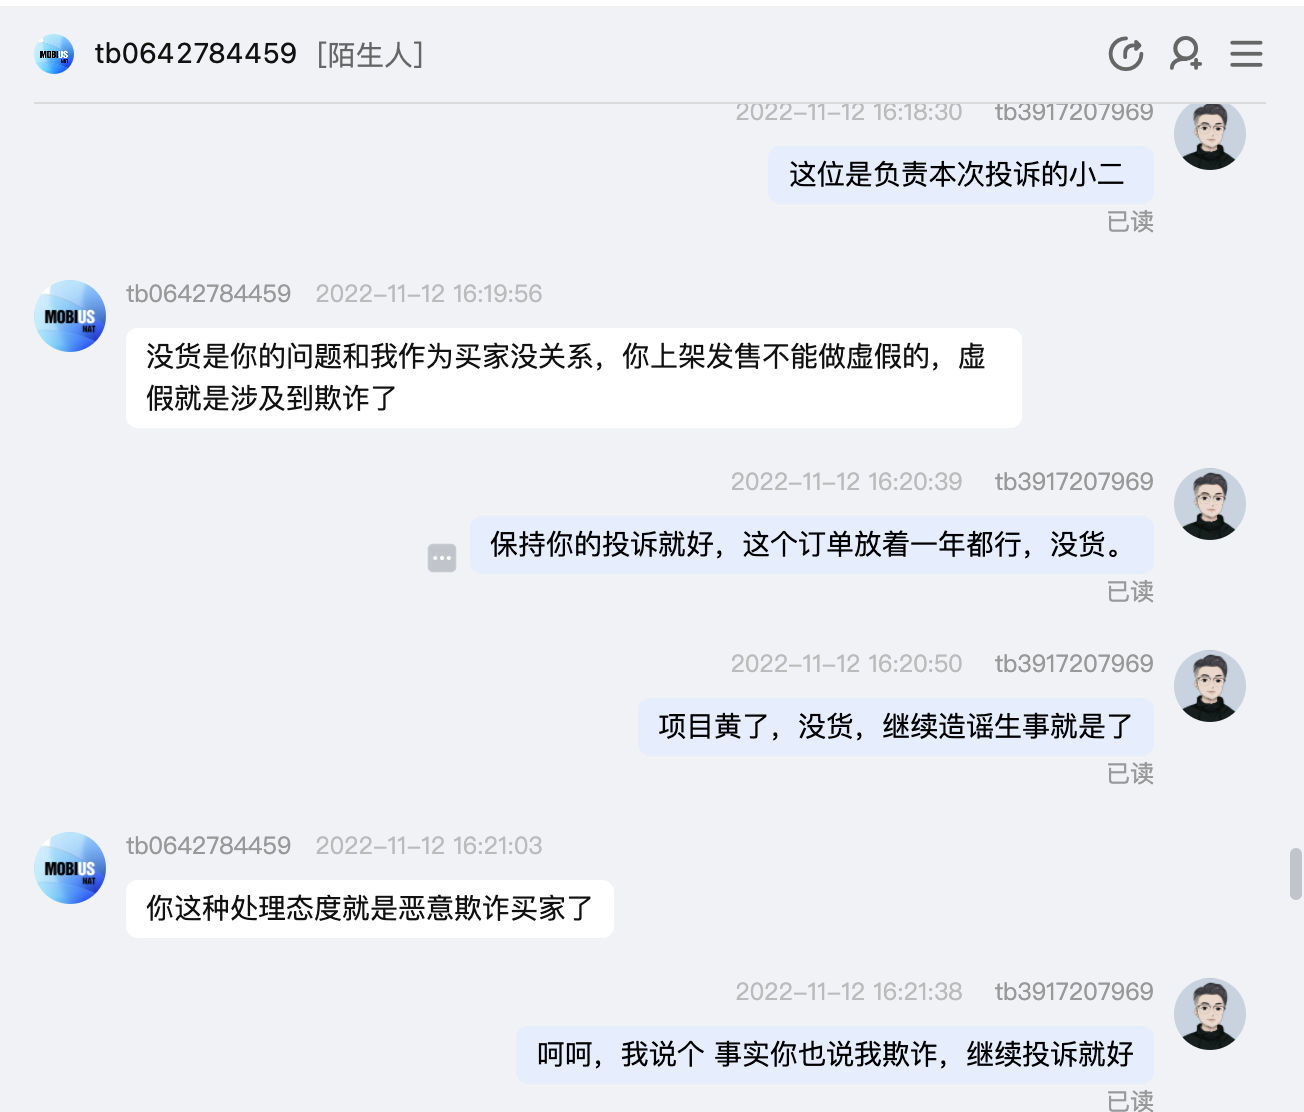 MOBIUS
NAT
tb0642784459 [陌生人]
2022-11-12 16:18:30 tb3917207969
这位是负责本次投诉的小二
已读
MOBIUS
NAT
tb0642784459 2022-11-12 16:19:56
没货是你的问题和我作为买家没关系，你上架发售不能做虚假的，虚
假就是涉及到欺诈了
2022-11-12 16:20:39 tb3917207969
保持你的投诉就好，这个订单放着一年都行，没货。
已读
2022-11-12 16:20:50 tb3917207969
项目黄了，没货，继续造谣生事就是了
已读
MOBIUS
NAT
tb0642784459 2022-11-12 16:21:03
你这种处理态度就是恶意欺诈买家了
2022-11-12 16:21:38 tb3917207969
呵呵，我说个 事实你也说我欺诈，继续投诉就好
已读